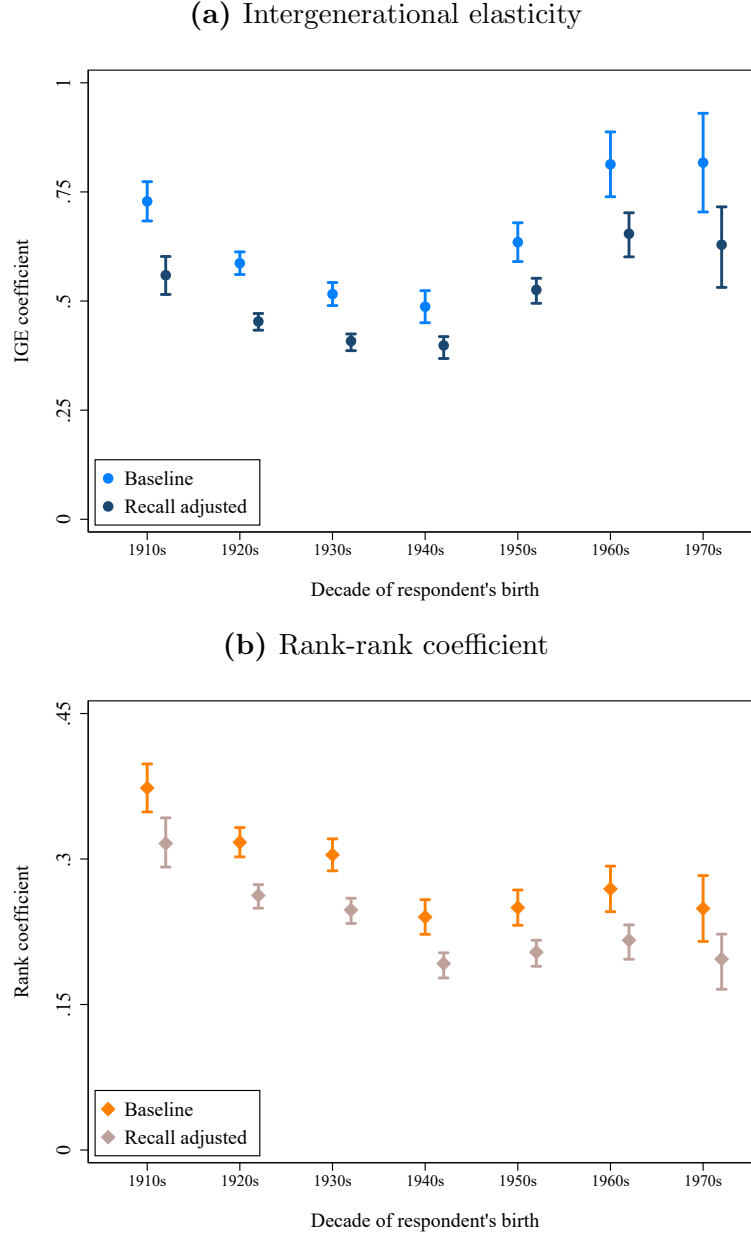 (a) Intergenerational elasticity
1
.75
.5
.25
0
IGE coefficient
Baseline
Recall adjusted
1910s 1920s 1930s 1940s 1950s 1960s 1970s
Decade of respondent's birth
(b) Rank-rank coefficient
.45
.3
.15
0
Rank coefficient
Baseline
Recall adjusted
1910s 1920s 1930s 1940s 1950s 1960s 1970s
Decade of respondent's birth